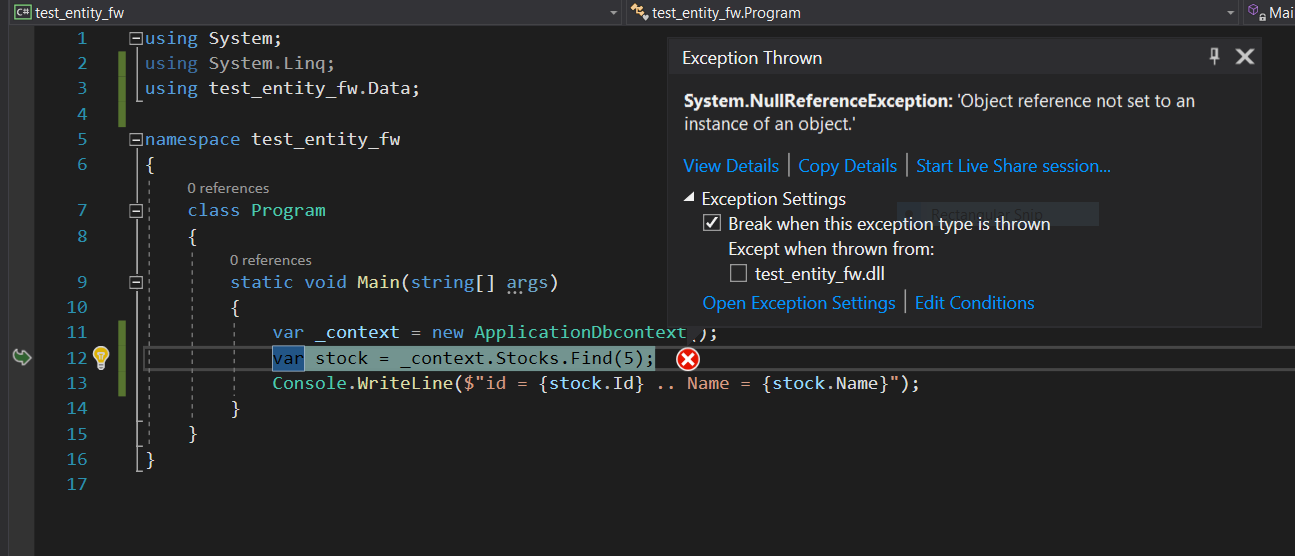 C# test_entity_fw
test_entity_fw.Program
Mai
1 using System;
2 using System.Linq;
3 using test_entity_fw.Data;
4
5 namespace test_entity_fw
6 {
0 references
7 class Program
8 {
0 references
9 static void Main(string[] args)
10 {
11 var _context = new ApplicationDbcontext();
12 var stock = _context.Stocks.Find(5);
13 Console.WriteLine($"id = {stock.Id} .. Name = {stock.Name}");
14 }
15 }
16 }
17
Exception Thrown
System.NullReferenceException: 'Object reference not set to an
instance of an object.'
View Details | Copy Details | Start Live Share session...
Exception Settings
Break when this exception type is thrown
Except when thrown from:
test_entity_fw.dll
Open Exception Settings | Edit Conditions
Rectangular Snip